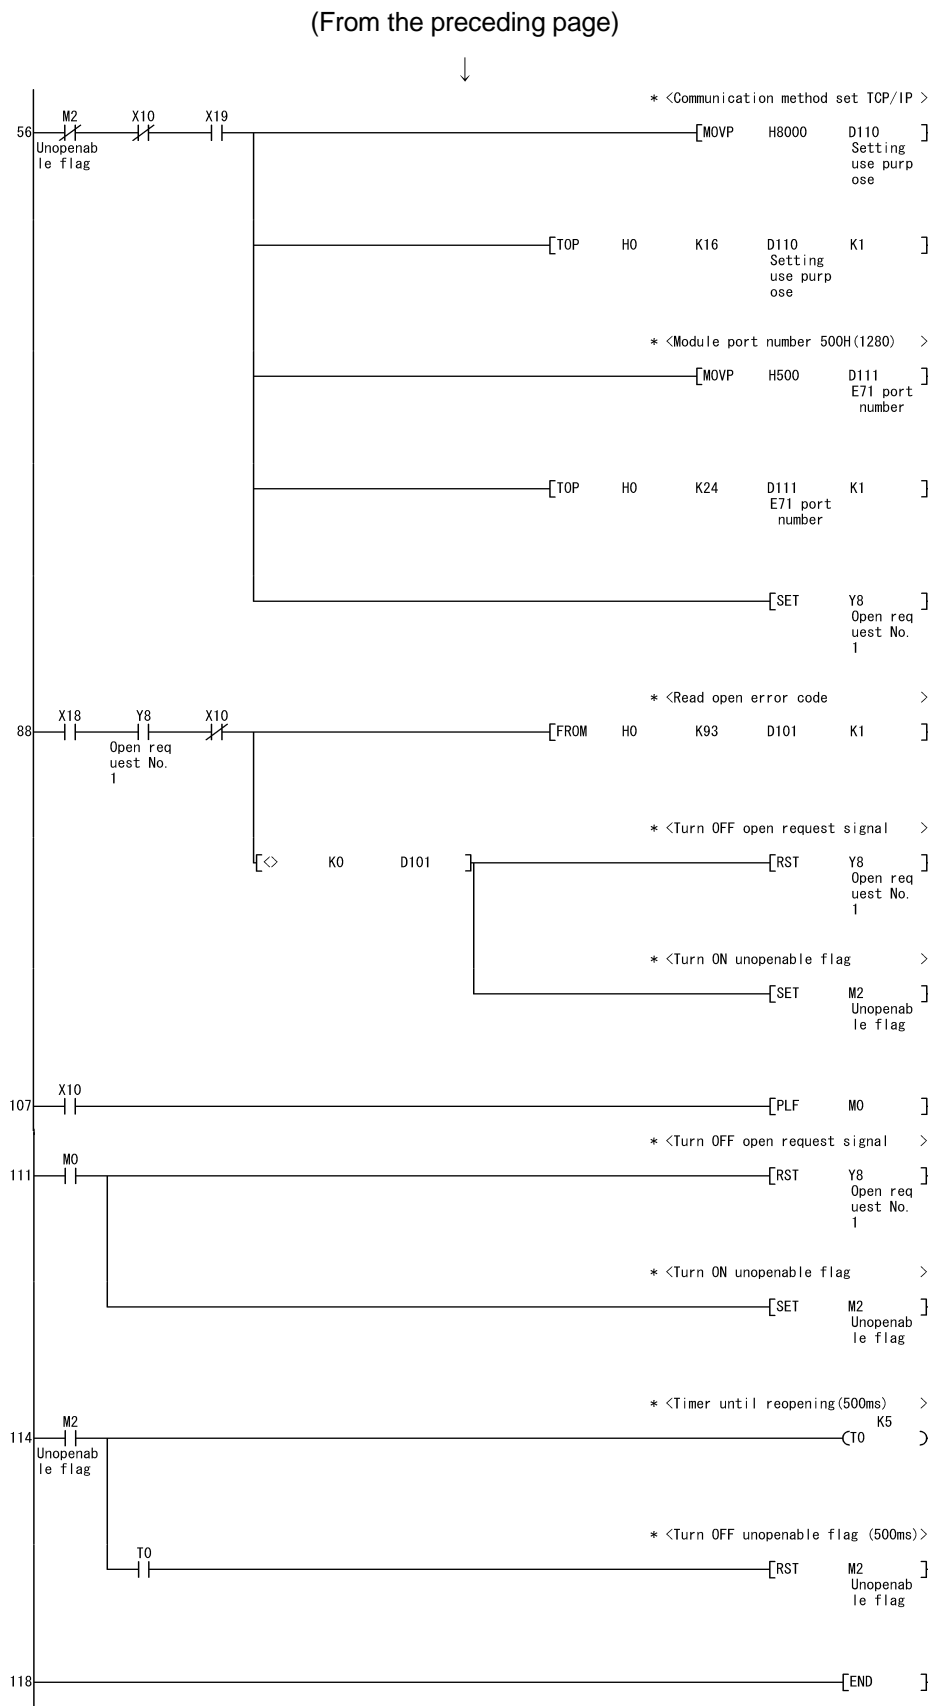 (From the preceding page)
* <Communication method set TCP/IP >
M2 X10 X19
56 [MOVP H8000 D110 ]
Unopenab Setting
le flag use purp
ose
[TOP H0 K16 D110 K1 ]
Setting
use purp
ose
* <Module port number 500H(1280) >
[MOVP H500 D111 ]
E71 port
number
[TOP H0 K24 D111 K1 ]
E71 port
number
[SET Y8 ]
Open req
uest No.
1
* <Read open error code >
X18 Y8 X10
88 [FROM H0 K93 D101 K1 ]
Open req
uest No.
1
* <Turn OFF open request signal >
[<> K0 D101 ] [RST Y8 ]
Open req
uest No.
1
* <Turn ON unopenable flag >
[SET M2 ]
Unopenab
le flag
X10
107 [PLF M0 ]
* <Turn OFF open request signal >
M0
111 [RST Y8 ]
Open req
uest No.
1
* <Turn ON unopenable flag >
[SET M2 ]
Unopenab
le flag
* <Timer until reopening(500ms) >
M2 K5
114 (T0 )
Unopenab
le flag
* <Turn OFF unopenable flag (500ms)>
T0
[RST M2 ]
Unopenab
le flag
118 [END ]